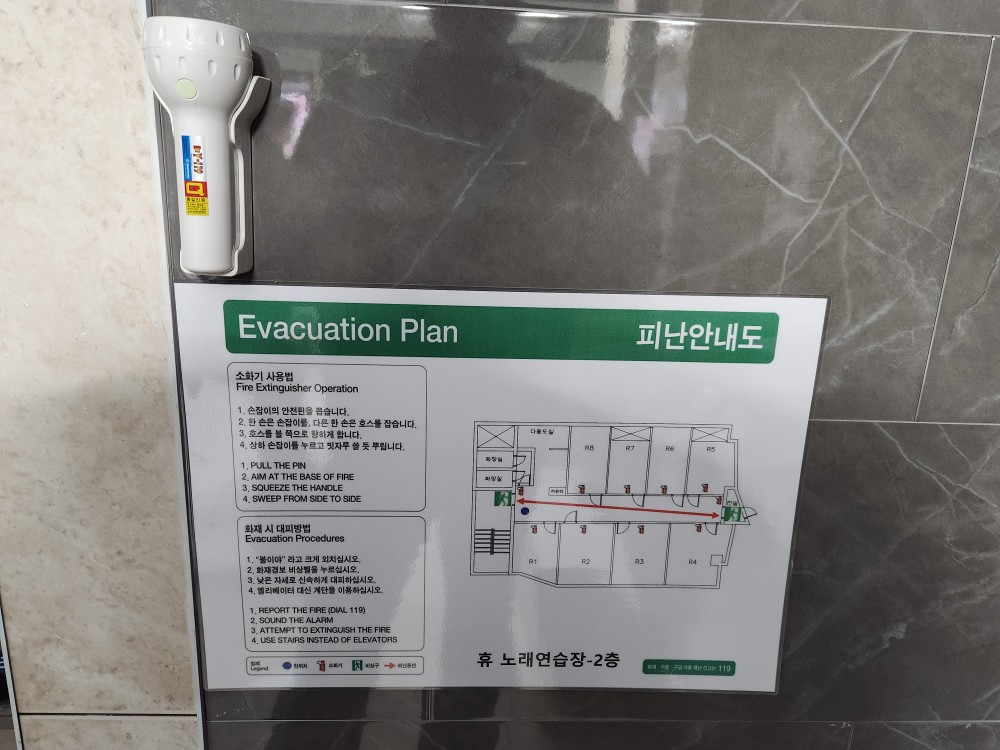 DY-119
Evacuation Plan 피난안내도
소화기 사용법
Fire Extinguisher Operation
1. 손잡이의 안전핀을 뽑습니다.
2. 한 손은 손잡이를, 다른 한 손은 호스를 잡습니다.
3. 호스를 불 쪽으로 향하게 합니다.
4. 상하 손잡이를 누르고 빗자루 쓸 듯 뿌립니다.
1. PULL THE PIN
2. AIM AT THE BASE OF FIRE
3. SQUEEZE THE HANDLE
4. SWEEP FROM SIDE TO SIDE
화재 시 대피방법
Evacuation Procedures
1. "불이야" 라고 크게 외치십시오.
2. 화재경보 비상벨을 누르십시오.
3. 낮은 자세로 신속하게 대피하십시오.
4. 엘리베이터 대신 계단을 이용하십시오.
1. REPORT THE FIRE (DIAL 119)
2. SOUND THE ALARM
3. ATTEMPT TO EXTINGUISH THE FIRE
4. USE STAIRS INSTEAD OF ELEVATORS
범례
Legend
현위치
소화기
비상구
피난동선
다용도실
R8
R7
R6
R5
화장실
화장실
카운터
R1
R2
R3
R4
휴 노래연습장-2층
119